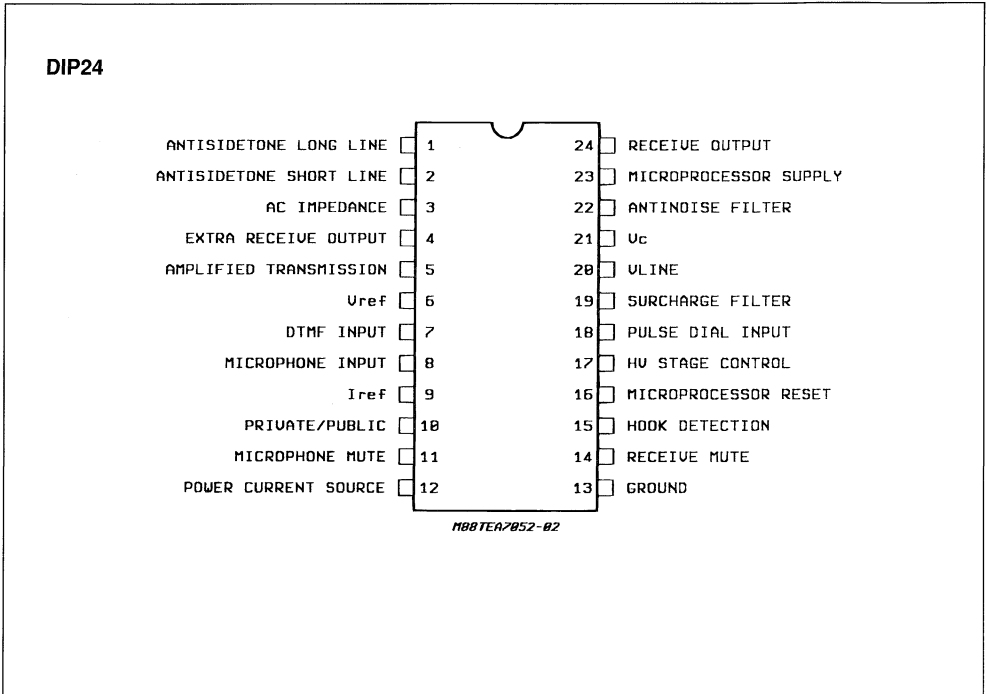 DIP24
ANTISIDETONE LONG LINE 1 24 RECEIVE OUTPUT
ANTISIDETONE SHORT LINE 2 23 MICROPROCESSOR SUPPLY
AC IMPEDANCE 3 22 ANTINOISE FILTER
EXTRA RECEIVE OUTPUT 4 21 Vc
AMPLIFIED TRANSMISSION 5 20 VLINE
Vref 6 19 SURCHARGE FILTER
DTMF INPUT 7 18 PULSE DIAL INPUT
MICROPHONE INPUT 8 17 HV STAGE CONTROL
Iref 9 16 MICROPROCESSOR RESET
PRIVATE/PUBLIC 10 15 HOOK DETECTION
MICROPHONE MUTE 11 14 RECEIVE MUTE
POWER CURRENT SOURCE 12 13 GROUND
M88TEA7052-02